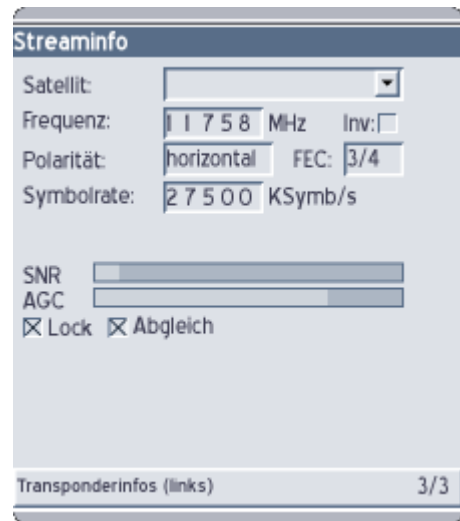 Streaminfo
Satellit:
Frequenz: 11758 MHz Inv:
Polarität: horizontal FEC: 3/4
Symbolrate: 27500 KSymb/s
SNR
AGC
Lock Abgleich
Transponderinfos (links) 3/3